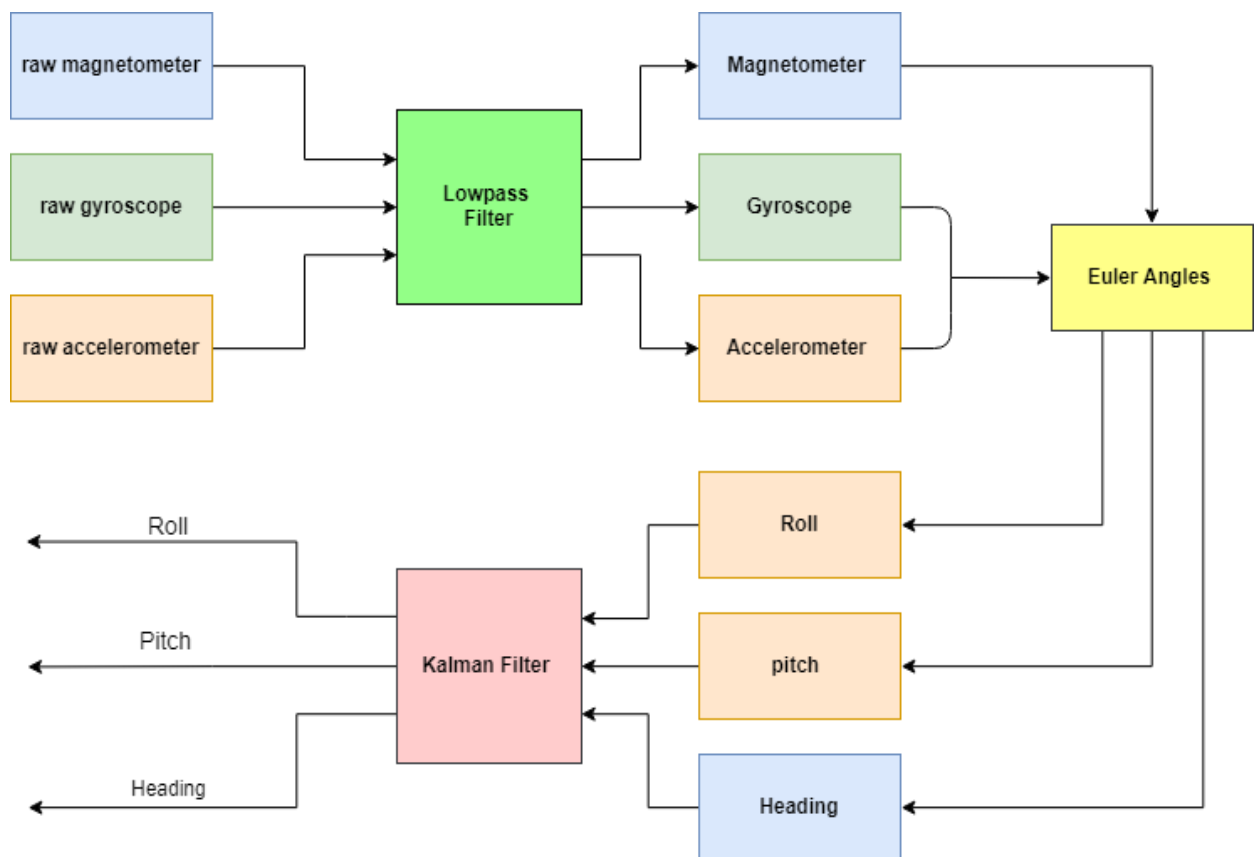 raw magnetometer
Magnetometer
raw gyroscope
Lowpass
Filter
Gyroscope
Euler Angles
raw accelerometer
Accelerometer
Roll
Roll
Pitch
Kalman Filter
pitch
Heading
Heading